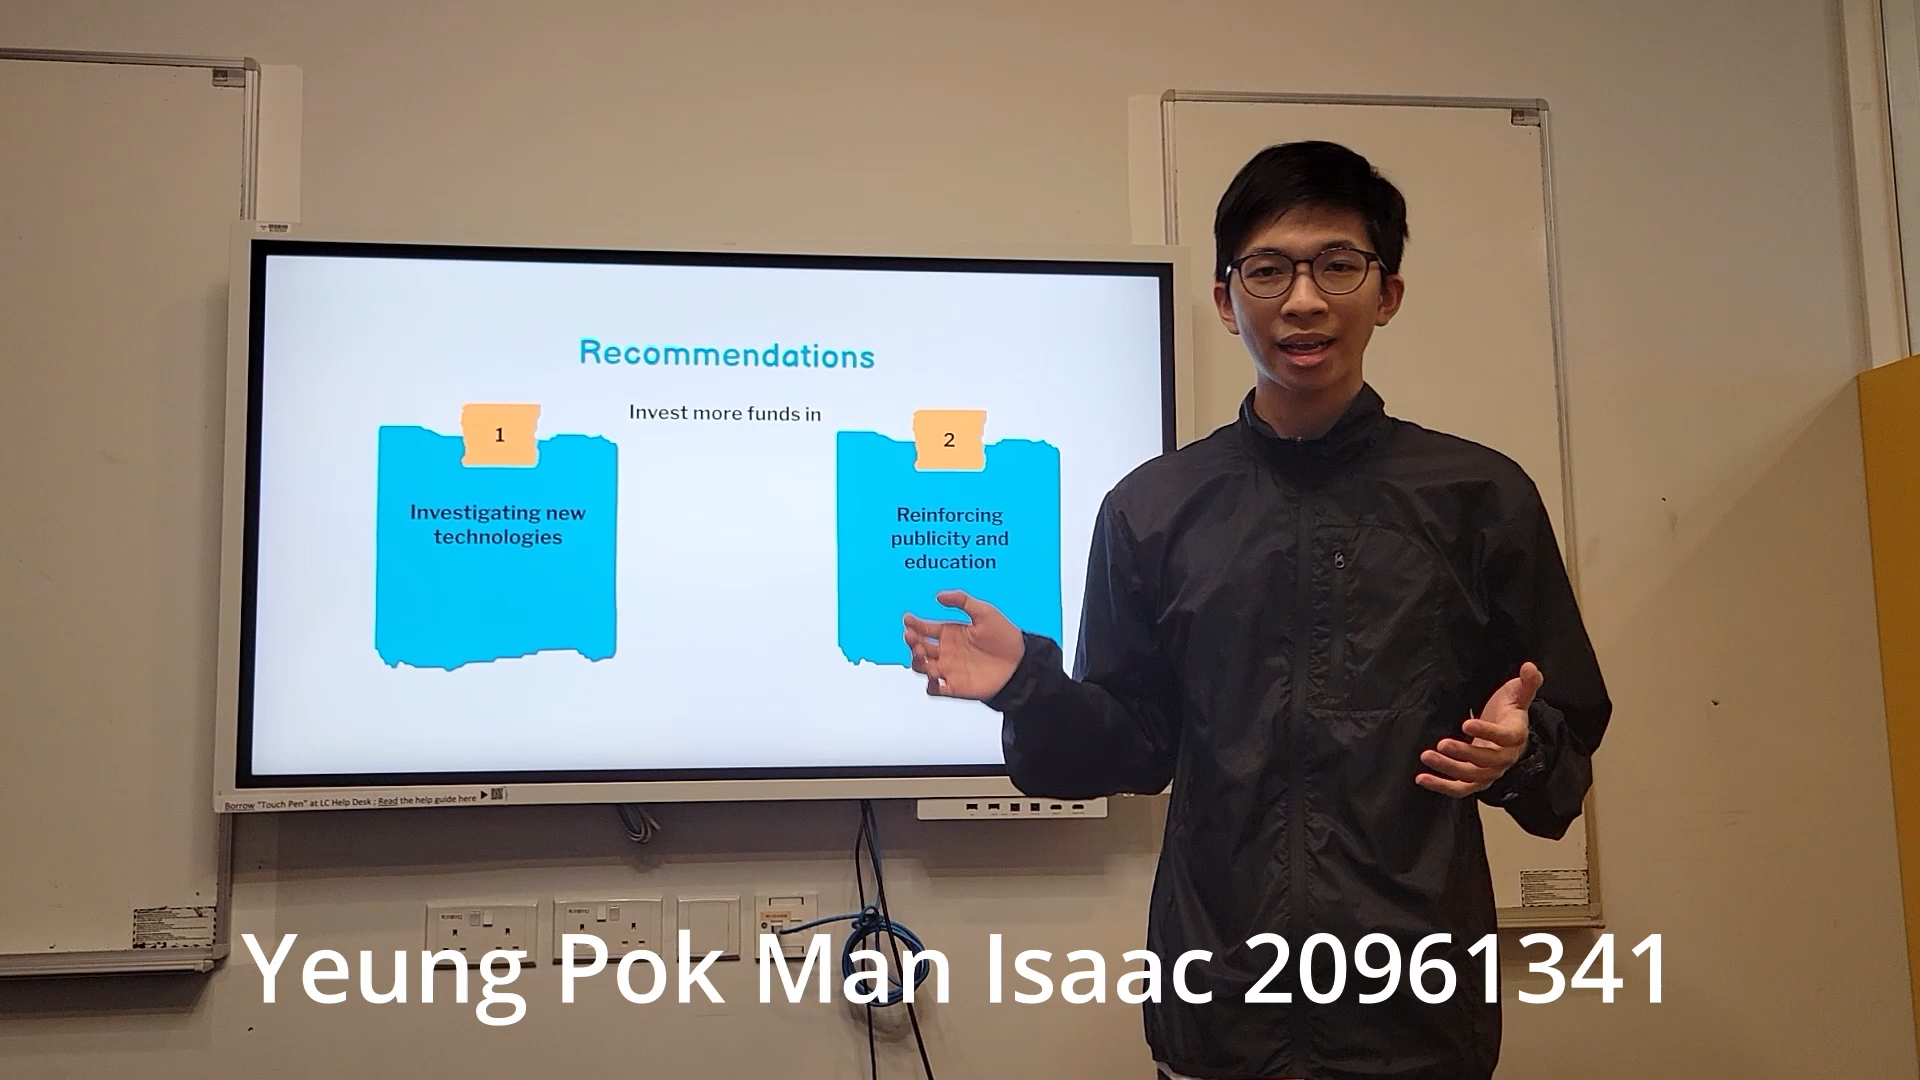 Recommendations
Invest more funds in
1
Investigating new
technologies
2
Reinforcing
publicity and
education
Borrow "Touch Pen" at LC Help Desk ; Read the help guide here
Yeung Pok Man Isaac 20961341